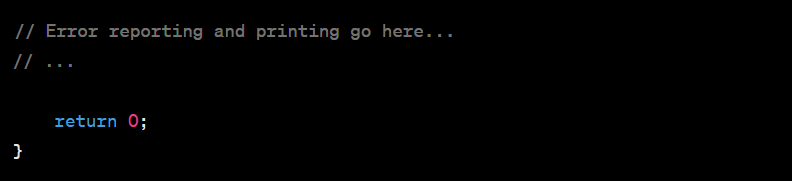 // Error reporting and printing go here...
// ...
return 0;
}